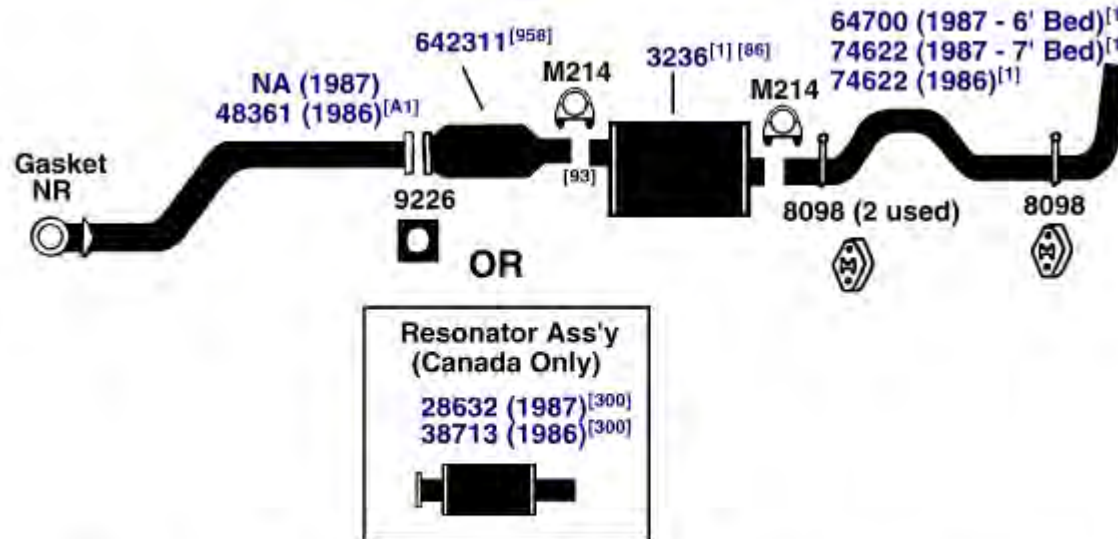 64700 (1987 - 6' Bed)[1
74622 (1987 - 7' Bed)[1
74622 (1986)[1]
642311[958]
3236[1] [86]
M214
M214
NA (1987)
48361 (1986)[A1]
Gasket
NR
[93]
9226
8098 (2 used)
8098
OR
Resonator Ass'y
(Canada Only)
28632 (1987)[300]
38713 (1986)[300]